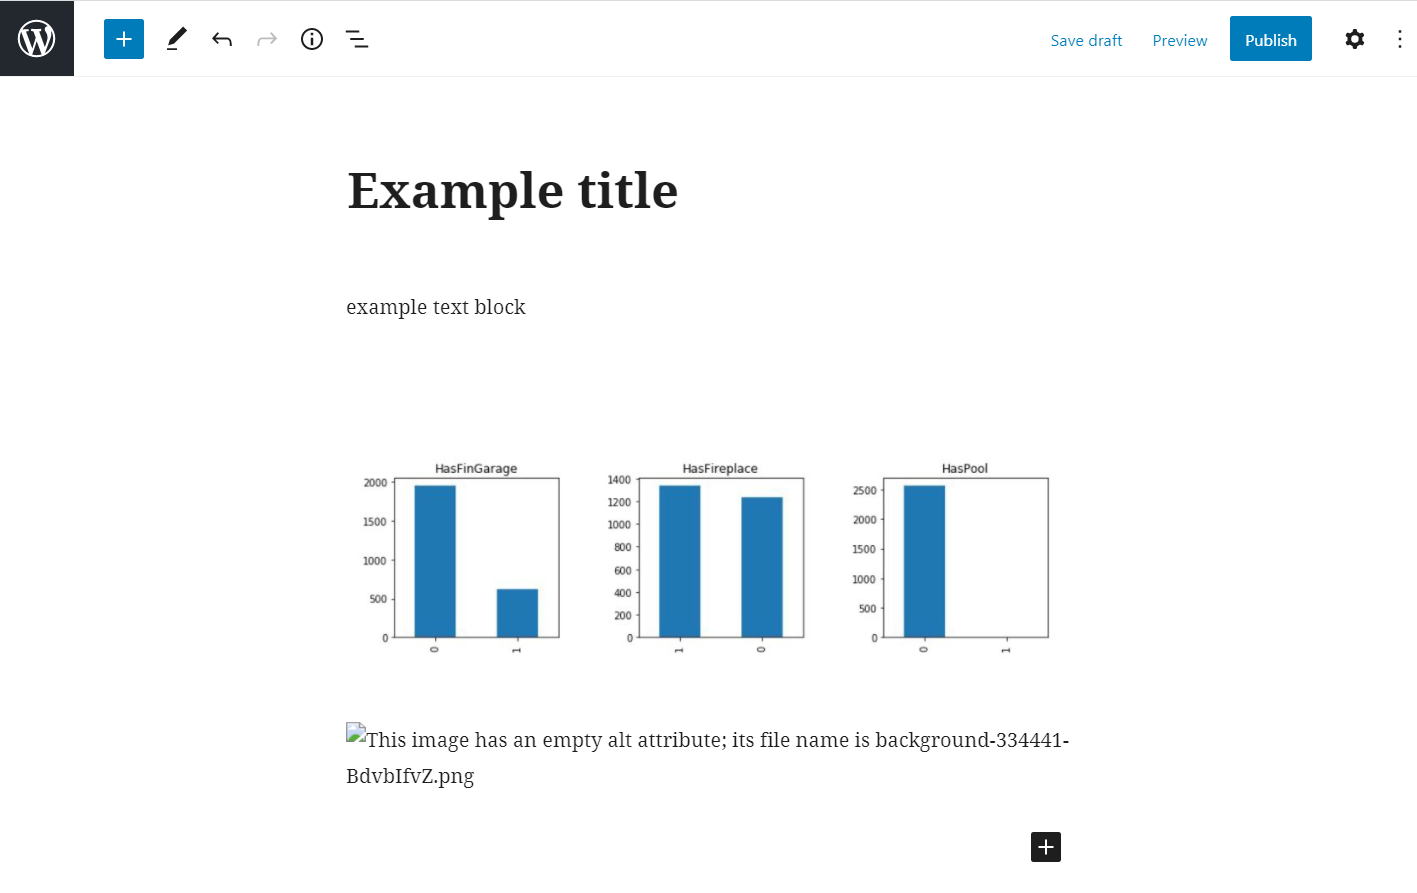 Save draft Preview Publish
Example title
example text block
HasFinGarage
2000
1500
1000
500
0
0 1
HasFireplace
1400
1200
1000
800
600
400
200
0
1 0
HasPool
2500
2000
1500
1000
500
0
0 1
This image has an empty alt attribute; its file name is background-334441-
BdvbIfvZ.png